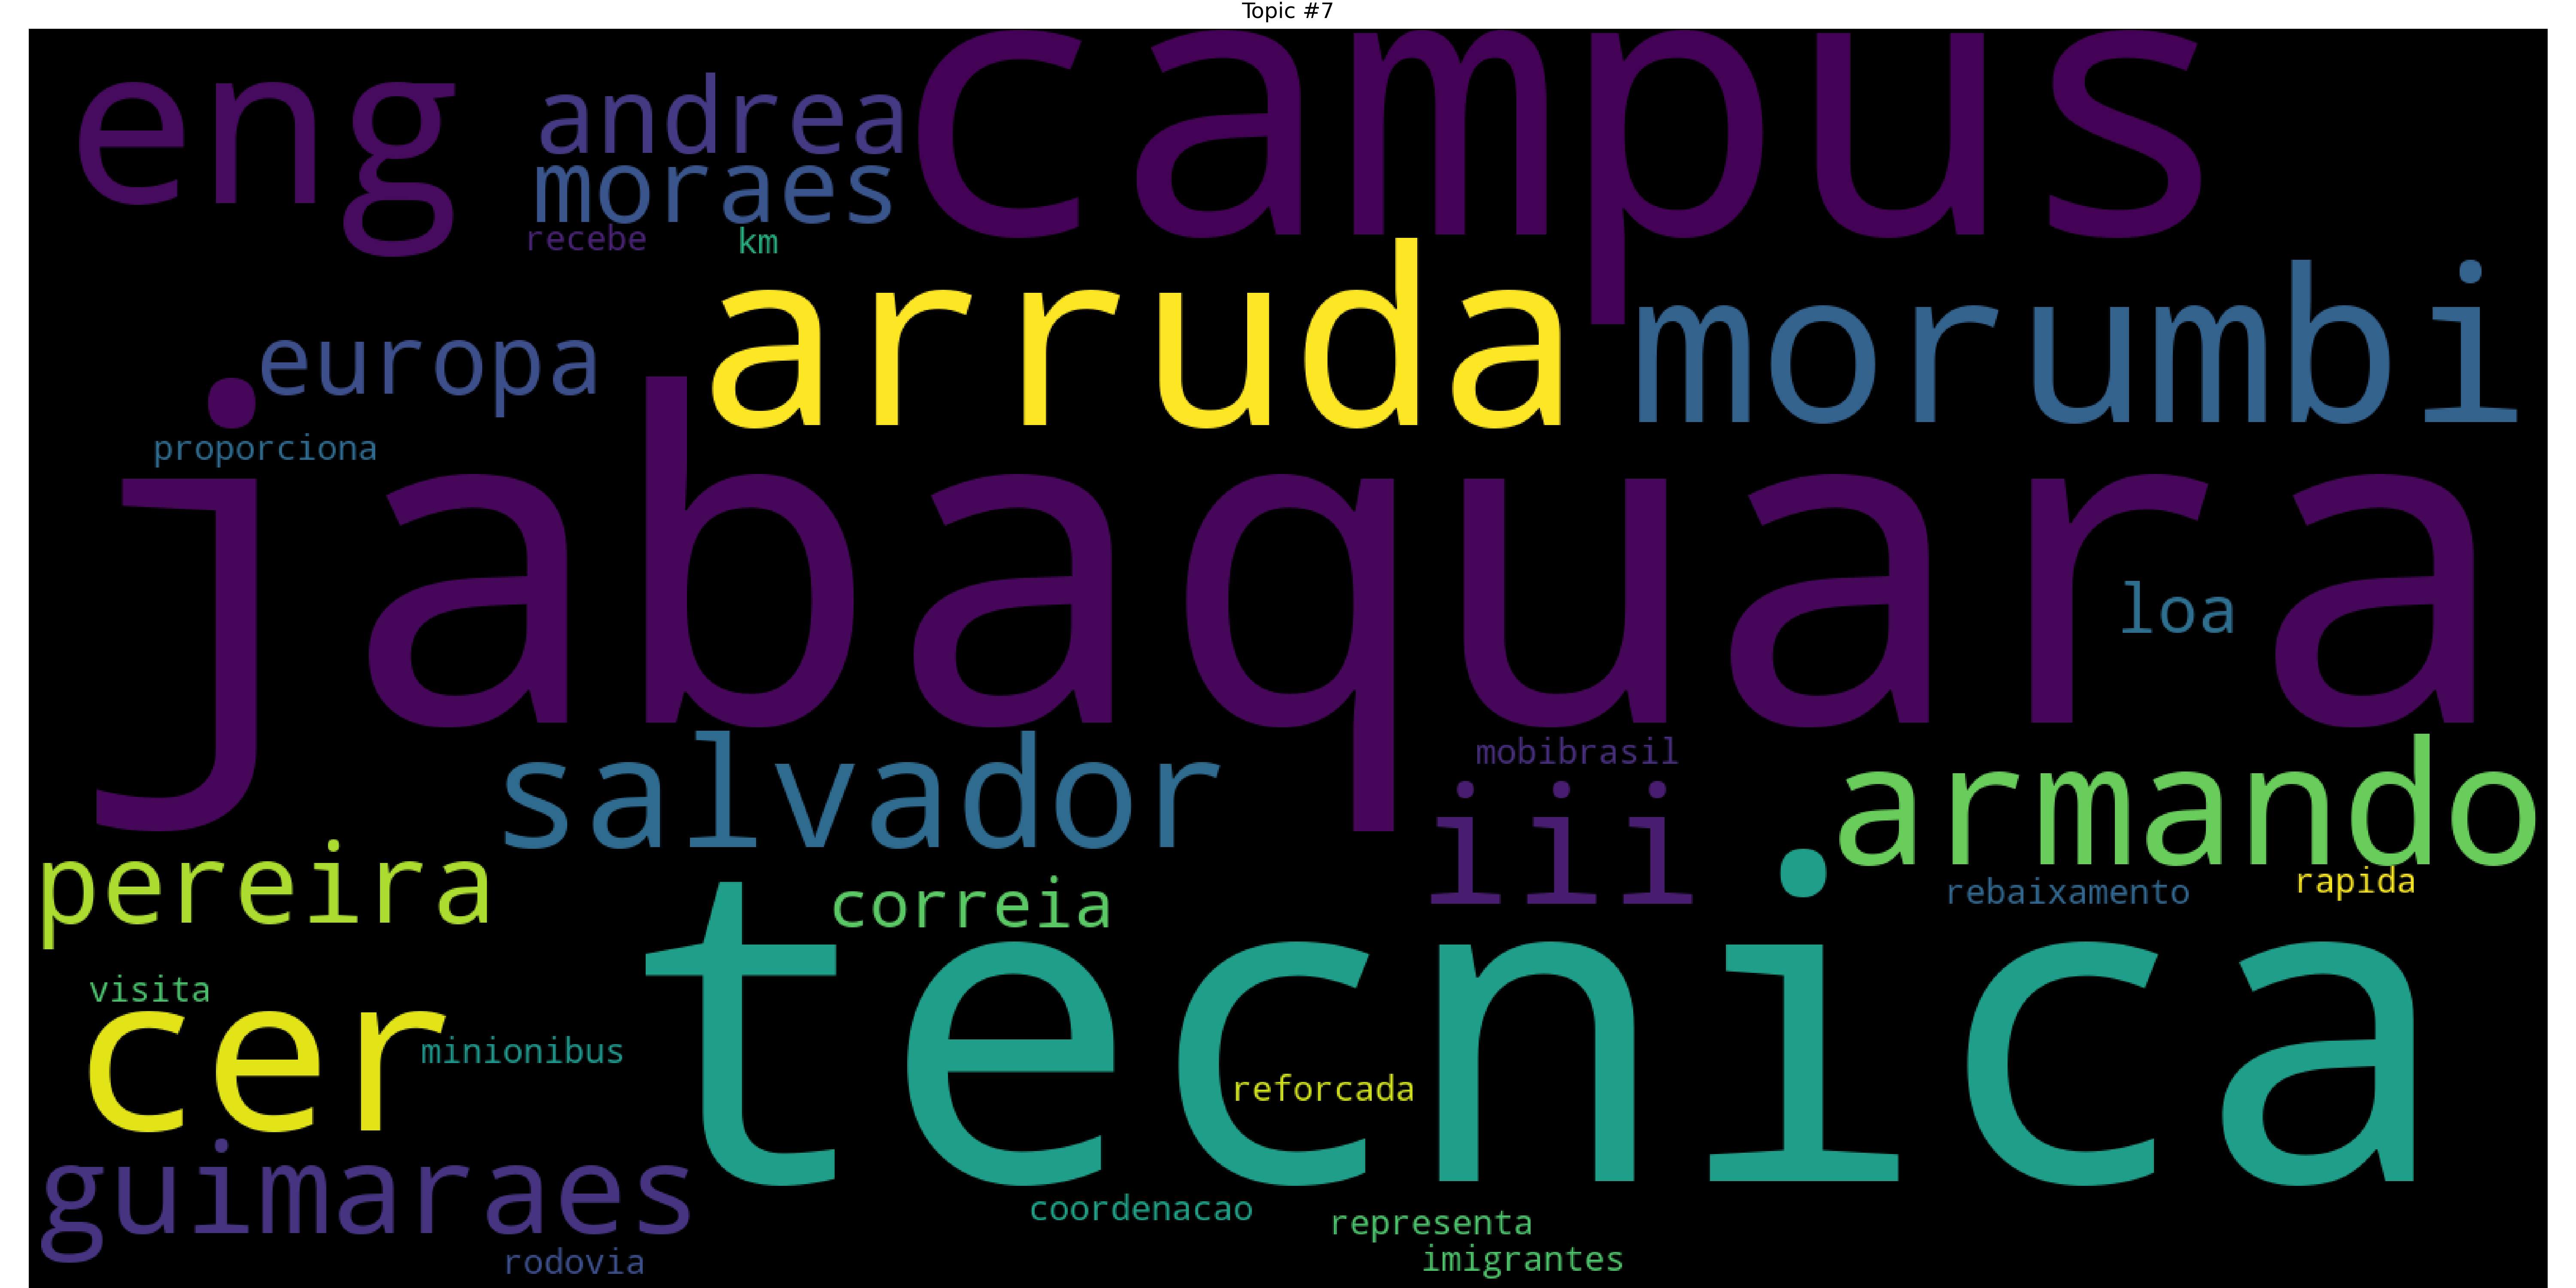 Topic #7
campus
eng
andrea
moraes
recebe
km
arruda
morumbi
europa
proporciona
jabaquara
loa
salvador
mobibrasil
iii
armando
pereira
correia
rebaixamento
rapida
tecnica
visita
cer
minionibus
reforcada
guimaraes
coordenacao
representa
rodovia
imigrantes